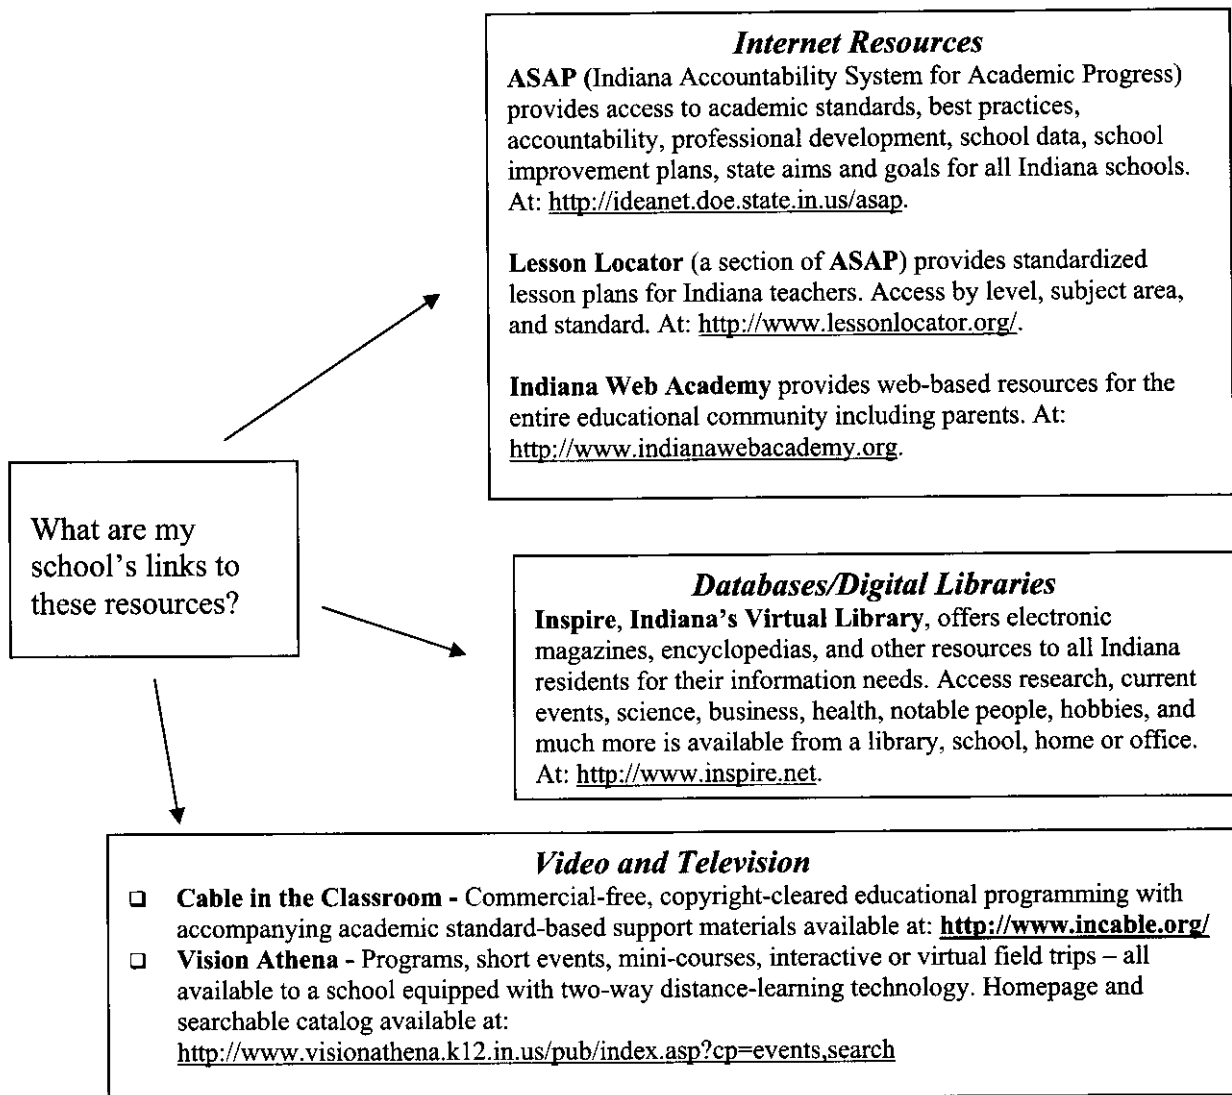 Internet Resources
ASAP (Indiana Accountability System for Academic Progress)
provides access to academic standards, best practices,
accountability, professional development, school data, school
improvement plans, state aims and goals for all Indiana schools.
At: http://ideanet.doe.state.in.us/asap.
Lesson Locator (a section of ASAP) provides standardized
lesson plans for Indiana teachers. Access by level, subject area,
and standard. At: http://www.lessonlocator.org/.
Indiana Web Academy provides web-based resources for the
entire educational community including parents. At:
http://www.indianawebacademy.org.
What are my
school's links to
these resources?
Databases/Digital Libraries
Inspire, Indiana's Virtual Library, offers electronic
magazines, encyclopedias, and other resources to all Indiana
residents for their information needs. Access research, current
events, science, business, health, notable people, hobbies, and
much more is available from a library, school, home or office.
At: http://www.inspire.net.
Video and Television
❑ Cable in the Classroom - Commercial-free, copyright-cleared educational programming with
accompanying academic standard-based support materials available at: http://www.incable.org/
❑ Vision Athena - Programs, short events, mini-courses, interactive or virtual field trips – all
available to a school equipped with two-way distance-learning technology. Homepage and
searchable catalog available at:
http://www.visionathena.k12.in.us/pub/index.asp?cp=events,search